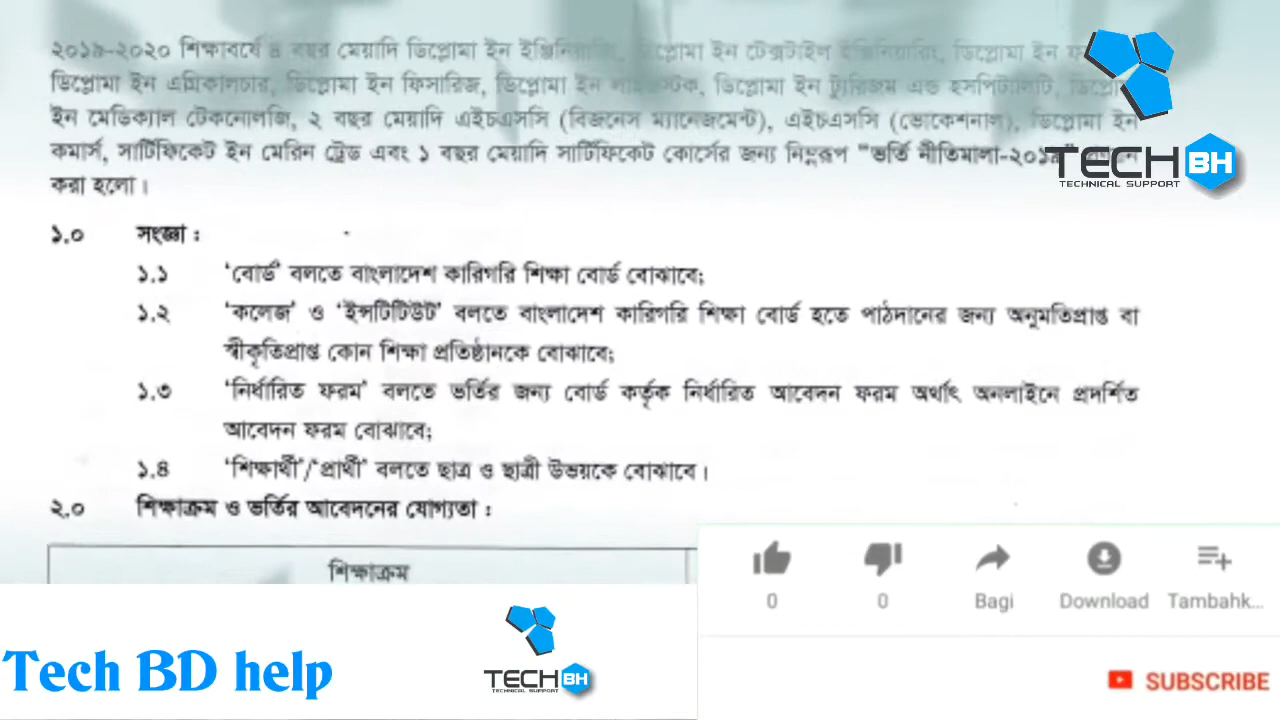 ২০১৯-২০২০ শিক্ষাবর্ষে ৪ বছর মেয়াদি ডিপ্লোমা ইন ইঞ্জিনিয়ারিং, ডিপ্লোমা ইন টেক্সটাইল ইঞ্জিনিয়ারিং, ডিপ্লোমা ইন
ডিপ্লোমা ইন এগ্রিকালচার, ডিপ্লোমা ইন ফিসারিজ, ডিপ্লোমা ইন লাইভস্টক, ডিপ্লোমা ইন ট্যুরিজম এন্ড হসপিট্যালিটি,
ইন মেডিক্যাল টেকনোলজি, ২ বছর মেয়াদি এইচএসসি (বিজনেস ম্যানেজমেন্ট), এইচএসসি (ভোকেশনাল), ডিপ্লোমা ইন
কমার্স, সার্টিফিকেট ইন মেরিন ট্রেড এবং ১ বছর মেয়াদি সার্টিফিকেট কোর্সের জন্য নিম্নরূপ "ভর্তি নীতিমালা-২০১৯"
করা হলো।
TECH BH
TECHNICAL SUPPORT
১.০ সংজ্ঞা :
১.১ 'বোর্ড' বলতে বাংলাদেশ কারিগরি শিক্ষা বোর্ড বোঝাবে;
১.২ 'কলেজ' ও 'ইন্সটিটিউট' বলতে বাংলাদেশ কারিগরি শিক্ষা বোর্ড হতে পাঠদানের জন্য অনুমতিপ্রাপ্ত বা
স্বীকৃতিপ্রাপ্ত কোন শিক্ষা প্রতিষ্ঠানকে বোঝাবে;
১.৩ 'নির্ধারিত ফরম' বলতে ভর্তির জন্য বোর্ড কর্তৃক নির্ধারিত আবেদন ফরম অর্থাৎ অনলাইনে প্রদর্শিত
আবেদন ফরম বোঝাবে;
১.৪ 'শিক্ষার্থী'/'প্রার্থী' বলতে ছাত্র ও ছাত্রী উভয়কে বোঝাবে।
২.০ শিক্ষাক্রম ও ভর্তির আবেদনের যোগ্যতা :
শিক্ষাক্রম
0 0 Bagi Download Tambahk...
Tech BD help
TECH BH
TECHNICAL SUPPORT
SUBSCRIBE